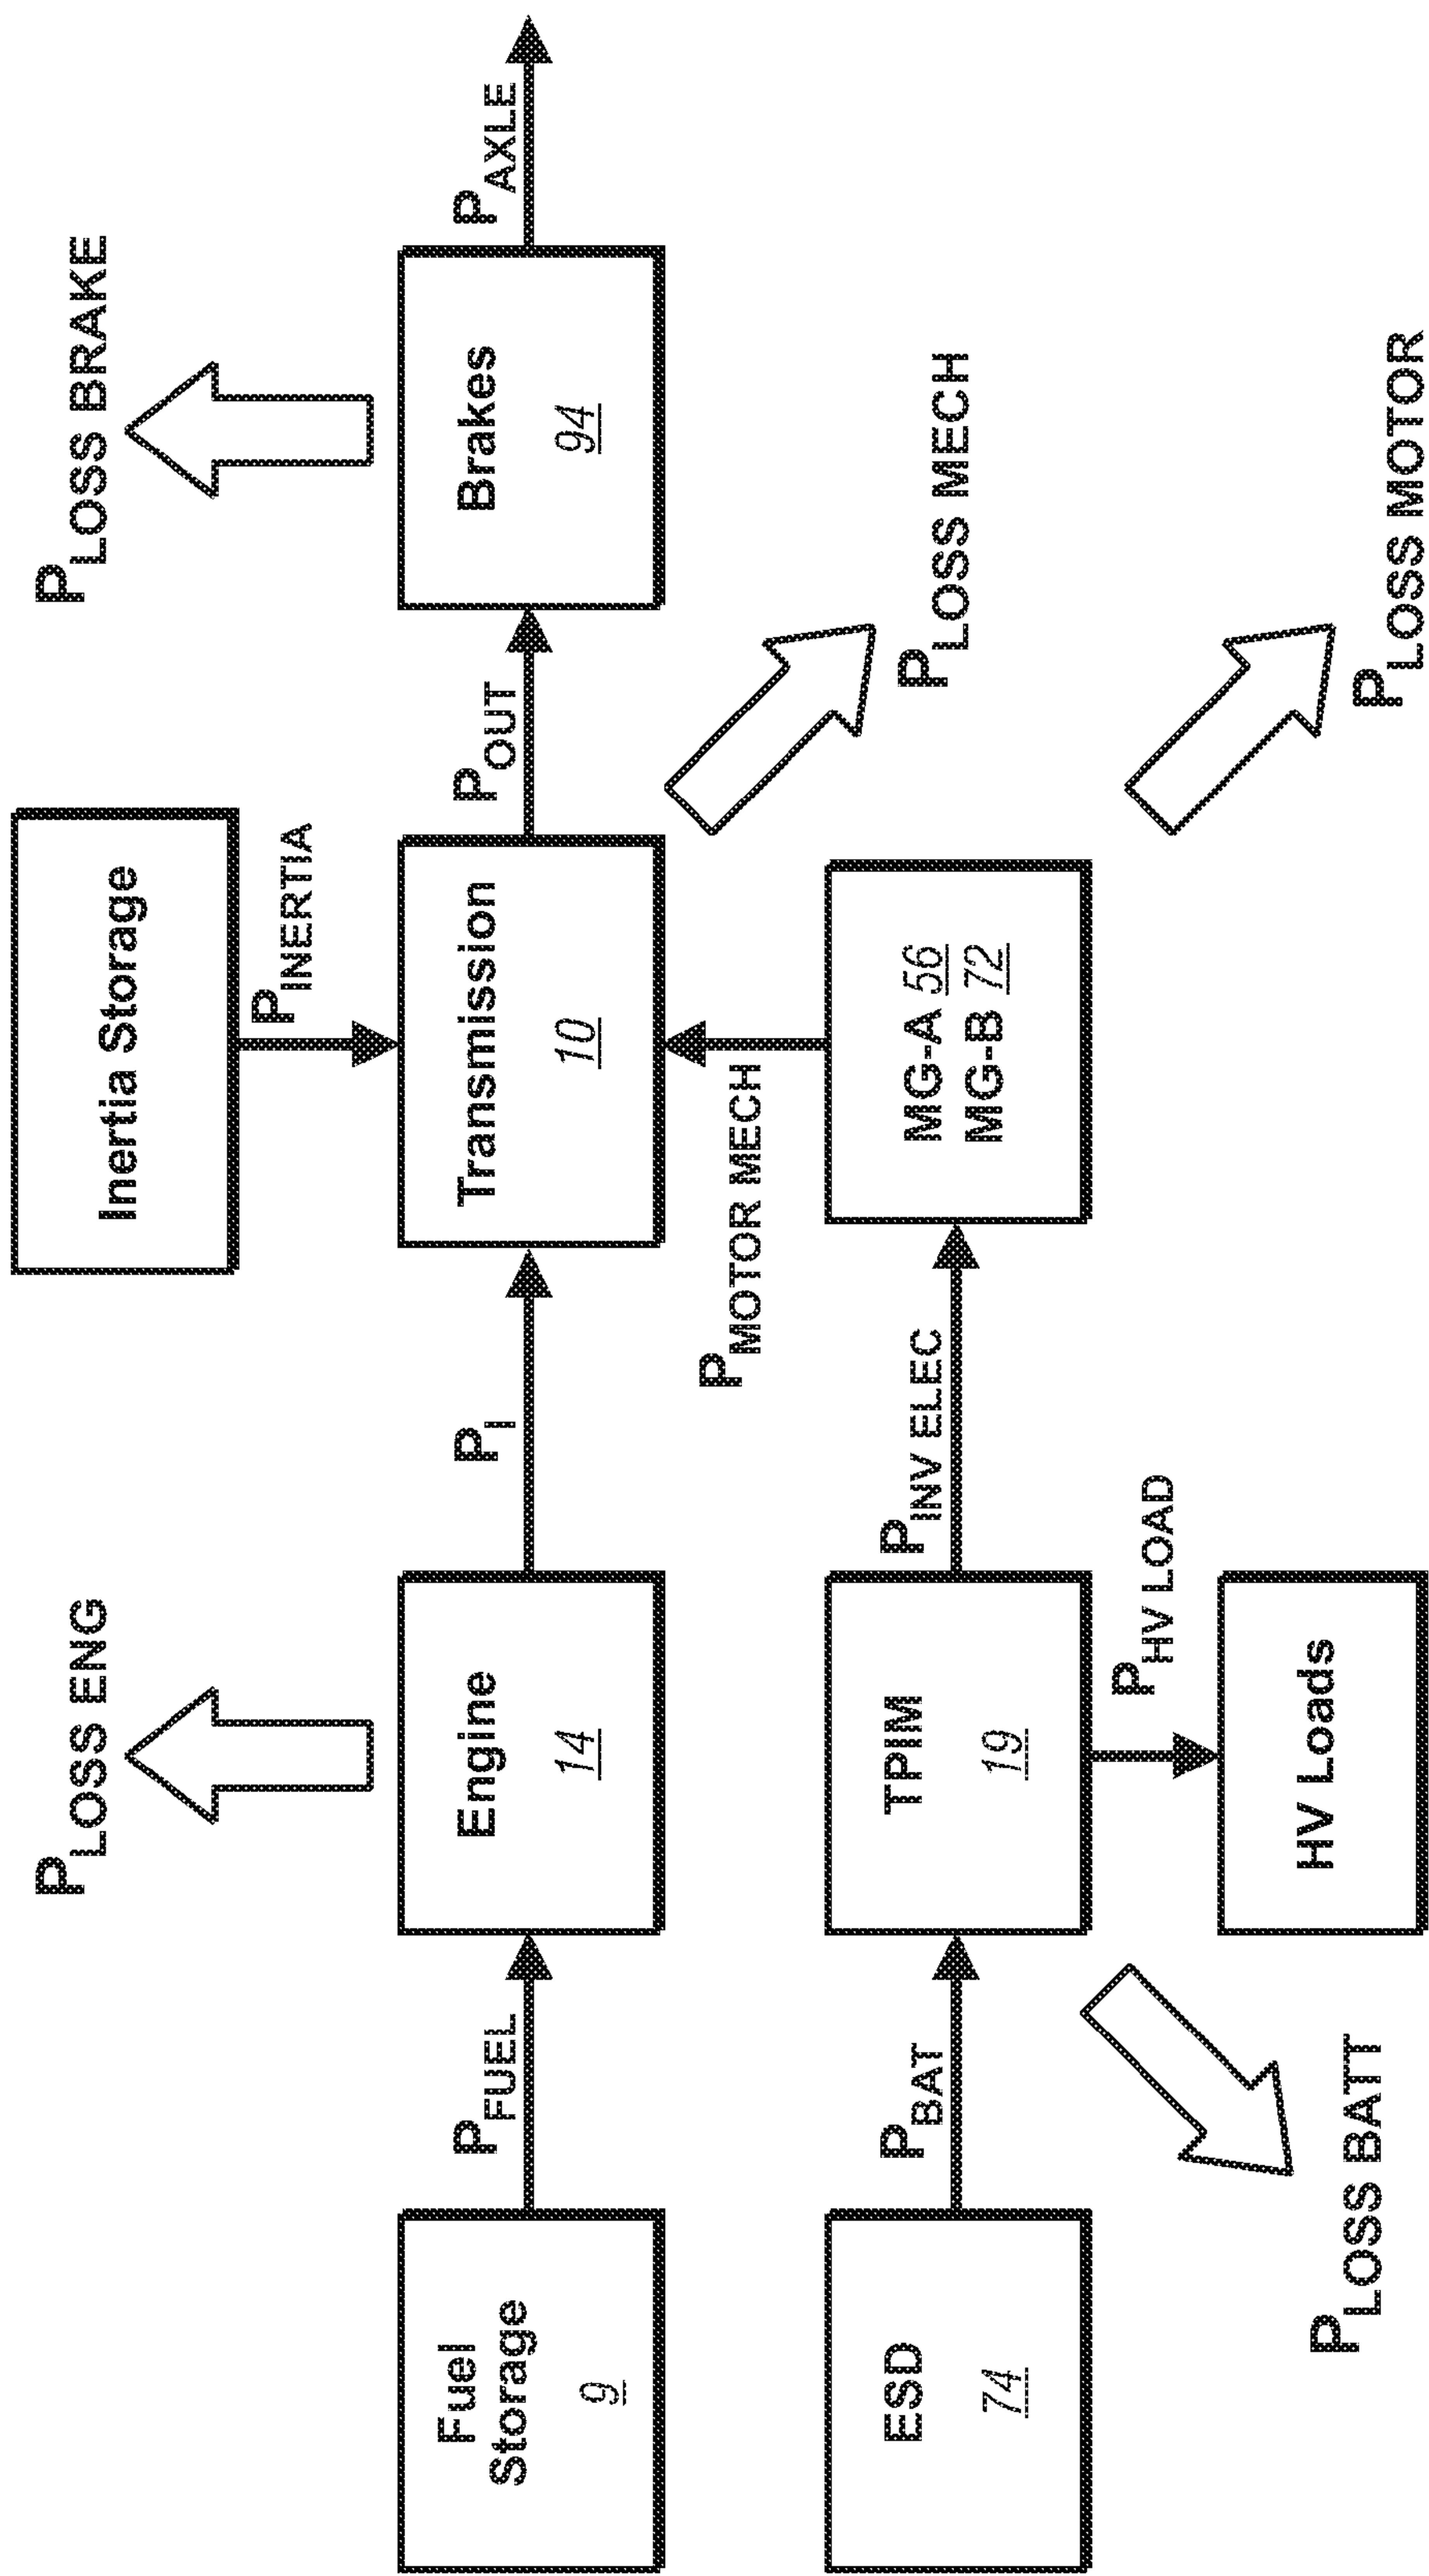 P LOSS ENG
P LOSS BRAKE
Inertia Storage
P INERTIA
Fuel
Storage
9
P FUEL
Engine
14
P I
Transmission
10
P OUT
Brakes
94
P AXLE
P MOTOR MECH
P LOSS MECH
ESD
74
P BAT
TPIM
19
P INV ELEC
MG-A 56
MG-B 72
P HV LOAD
HV Loads
P LOSS BATT
P LOSS MOTOR